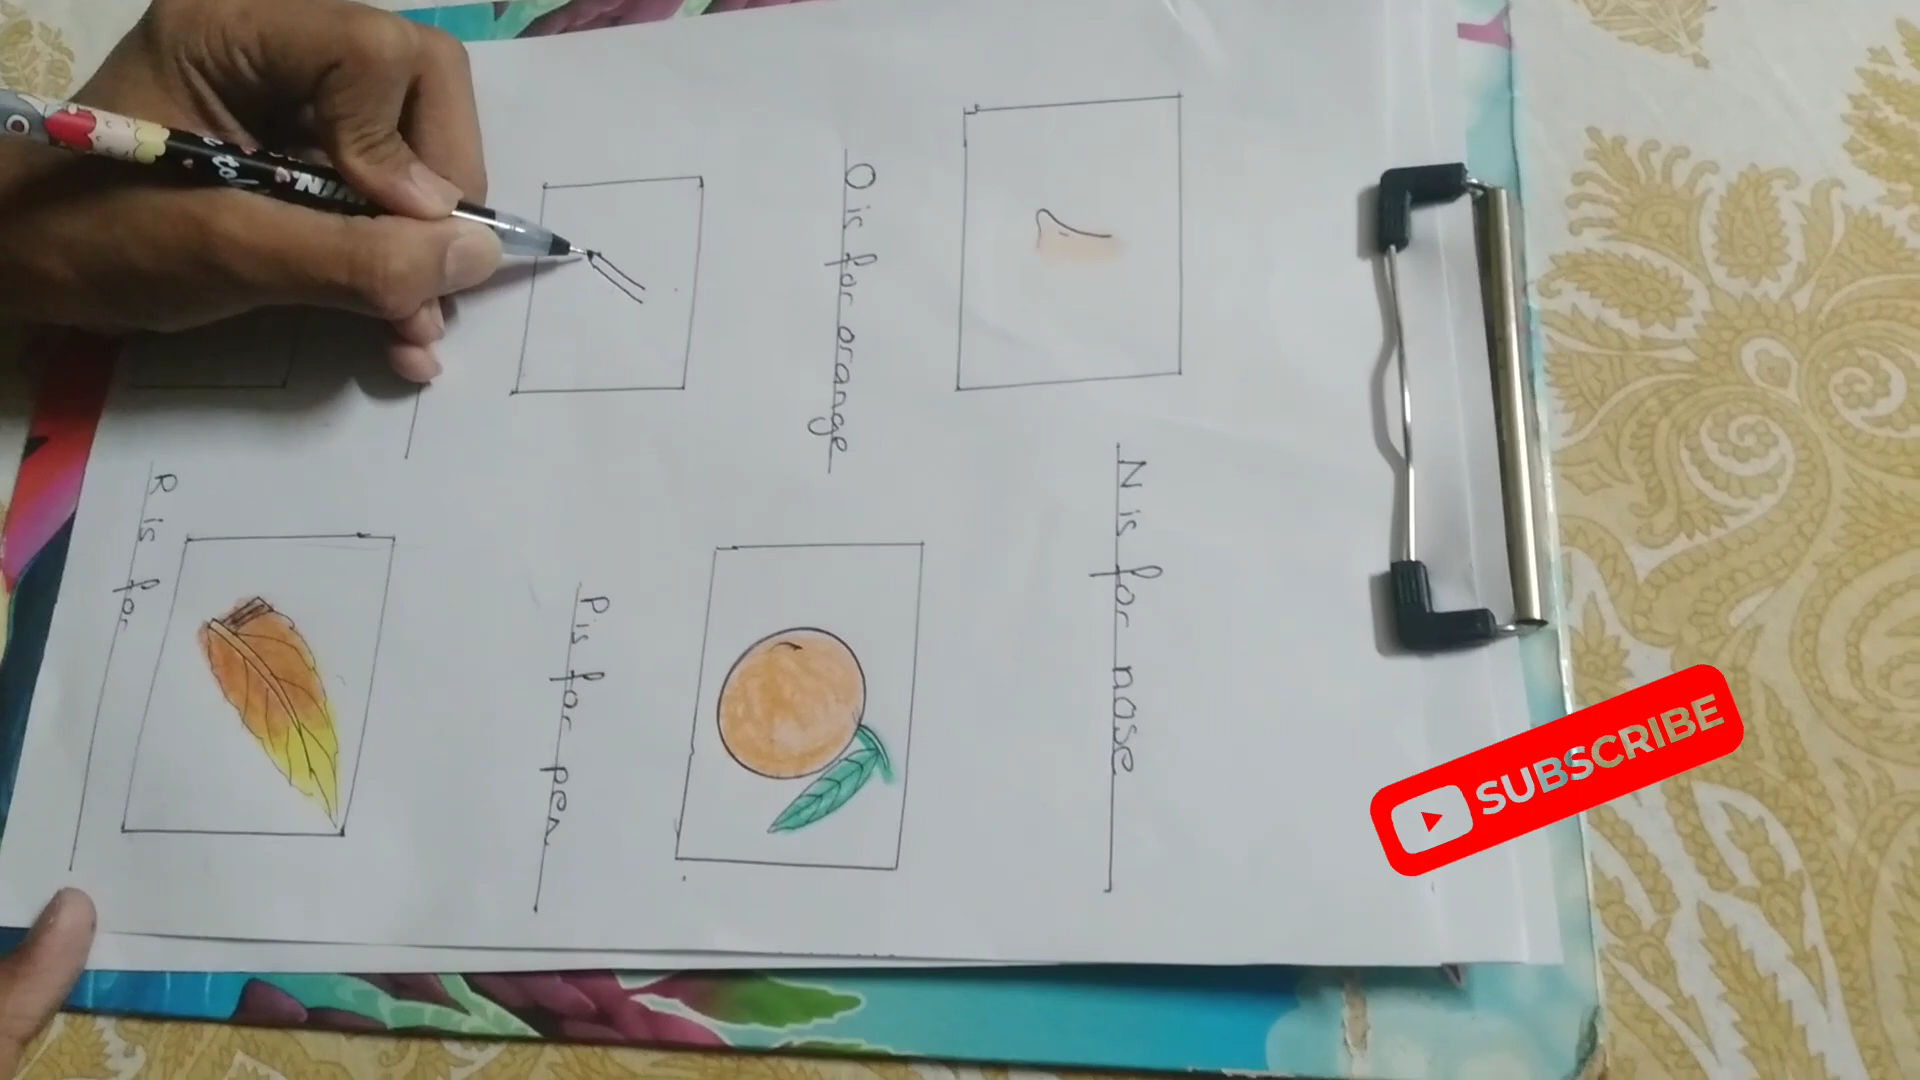 N is for nose
O is for orange
P is for pen
R is for
SUBSCRIBE